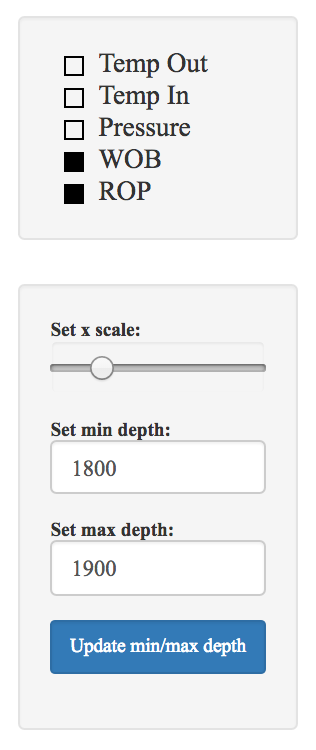 Temp Out
Temp In
Pressure
WOB
ROP
Set x scale:
Set min depth:
1800
Set max depth:
1900
Update min/max depth